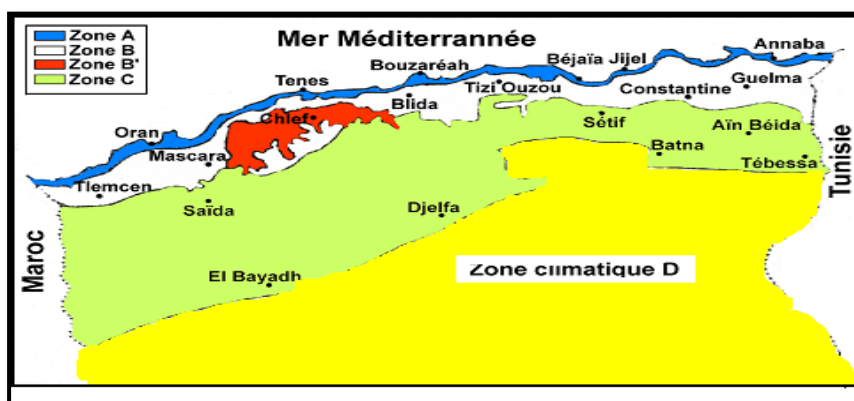 Zone A
Zone B
Zone B'
Zone C
Mer Méditerrannée
Annaba
Bouzaréah
Béjaïa Jijel
Guelma
Tenes
Tizi Ouzou
Constantine
Blida
Chlef
Oran
Sétif
Aïn Béida
Mascara
Batna
Tébessa
Tunisie
Tlemcen
Saïda
Djelfa
Maroc
El Bayadh
Zone climatique D